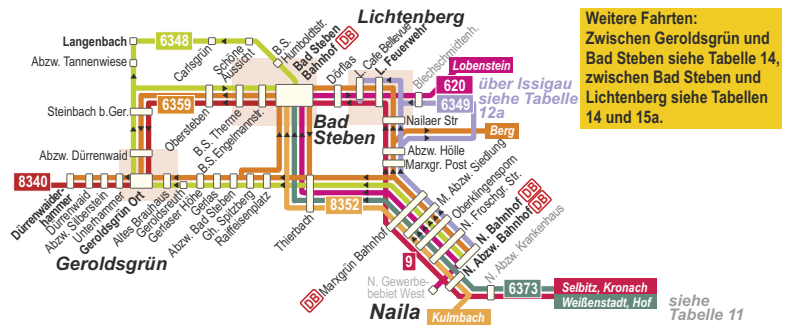 Lichtenberg
Langenbach
6348
Abzw. Tannenwiese
Carlsgrün
Schöne
Aussicht
B.S.
Humboldtstr.
Bad Steben
Bahnhof DB
Dörflas
L. Cafe Bellevue
L. Feuerwehr
Blechschmidtenh.
Lobenstein
620
6349
über Issigau
siehe Tabelle
12a
6359
Steinbach b.Ger.
Obersteben
B.S. Therme
B.S. Engelmannstr.
Bad
Steben
Nailaer Str
Berg
Abzw. Hölle
Marxgr. Post
Abzw. Dürrenwaid
8340
Dürrenwaider-
hammer
Dürrenwaid
Abzw. Silberstein
Unterhammer
Geroldsgrün Ort
Altes Brauhaus
Geroldsreuth
Gerlaser Höhe
Gerlas
Abzw. Bad Steben
Gh. Spitzberg
Raiffeisenplatz
Geroldsgrün
8352
Thierbach
DB Marxgrün Bahnhof
M. Abzw. Siedlung
Oberklingensporn
N. Froschgr. Str.
N. Bahnhof DB
N. Abzw. Bahnhof DB
N. Abzw. Krankenhaus
9
N. Gewerbe-
bebiet West
Naila
Kulmbach
6373
Selbitz, Kronach
Weißenstadt, Hof
siehe
Tabelle 11
Weitere Fahrten:
Zwischen Geroldsgrün und
Bad Steben siehe Tabelle 14,
zwischen Bad Steben und
Lichtenberg siehe Tabellen
14 und 15a.